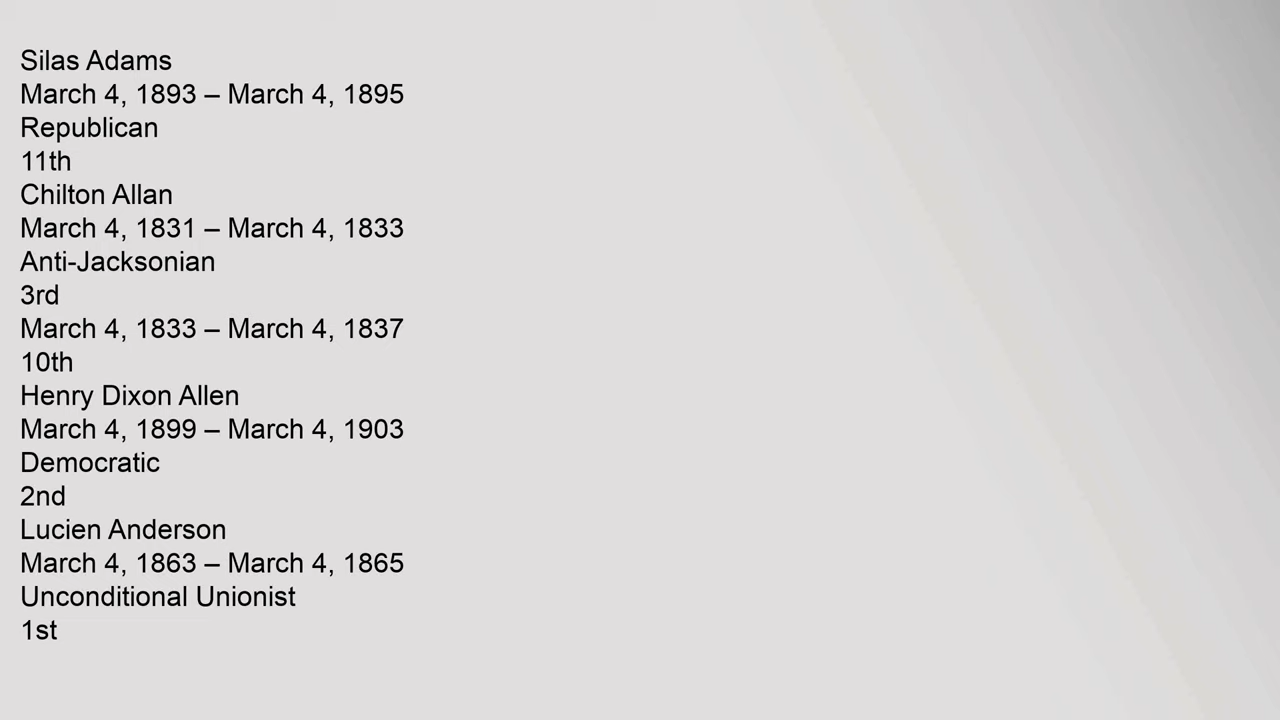 Silas Adams
March 4, 1893 – March 4, 1895
Republican
11th
Chilton Allan
March 4, 1831 – March 4, 1833
Anti-Jacksonian
3rd
March 4, 1833 – March 4, 1837
10th
Henry Dixon Allen
March 4, 1899 – March 4, 1903
Democratic
2nd
Lucien Anderson
March 4, 1863 – March 4, 1865
Unconditional Unionist
1st